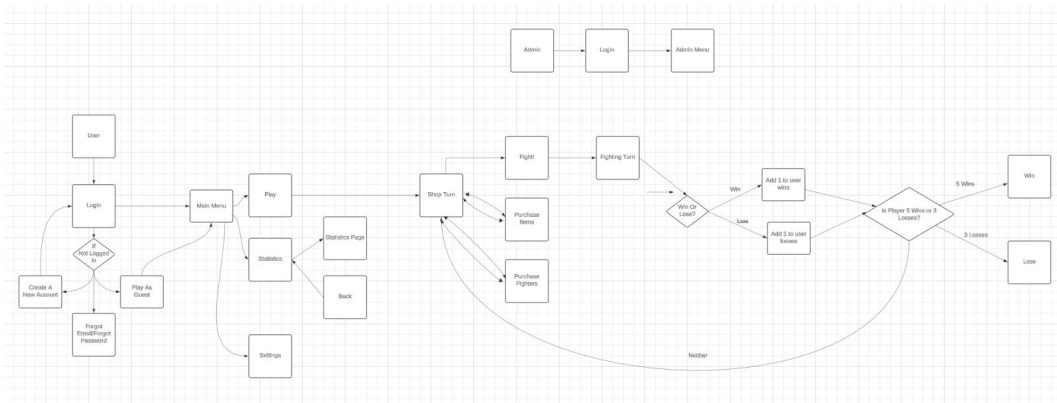 Admin
Login
Admin Menu
User
Login
If
Not Logged
In
Create A
New Account
Play As
Guest
Forgot
Email/Forgot
Password
Main Menu
Play
Statistics
Statistics Page
Back
Settings
Shop Turn
Fight!
Purchase
Items
Purchase
Fighters
Fighting Turn
Win Or
Lose?
Win
Lose
Add 1 to user
wins
Add 1 to user
losses
Is Player 5 Wins or 3
Losses?
5 Wins
3 Losses
Win
Lose
Neither